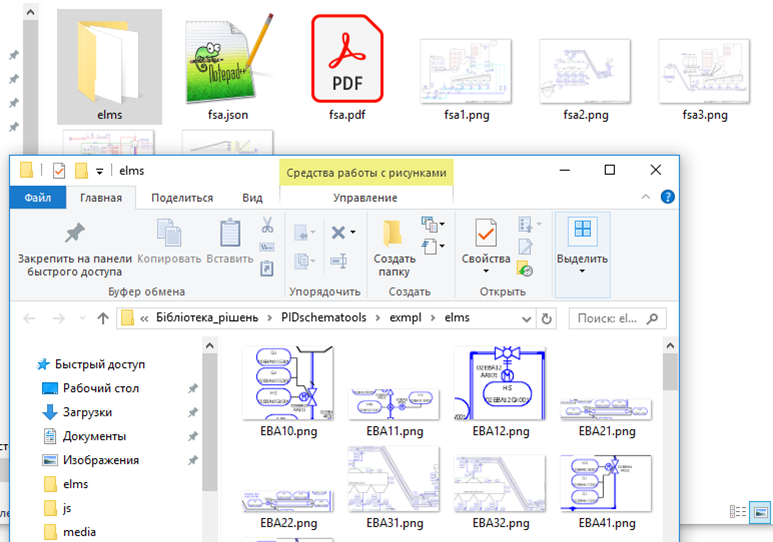 elms
fsa.json
fsa.pdf
fsa1.png
fsa2.png
fsa3.png
Notepad++
PDF
elms
Средства работы с рисунками
Файл
Главная
Поделиться
Вид
Управление
Закрепить на панели
быстрого доступа
Копировать
Вставить
Создать
папку
Свойства
Выделить
Буфер обмена
Упорядочить
Создать
Открыть
« Бібліотека_рішень > PIDschematools > exmpl > elms
Поиск: el...
Быстрый доступ
Рабочий стол
Загрузки
Документы
Изображения
elms
js
media
EBA10.png
EBA11.png
EBA12.png
EBA21.png
EBA22.png
EBA31.png
EBA32.png
EBA41.png